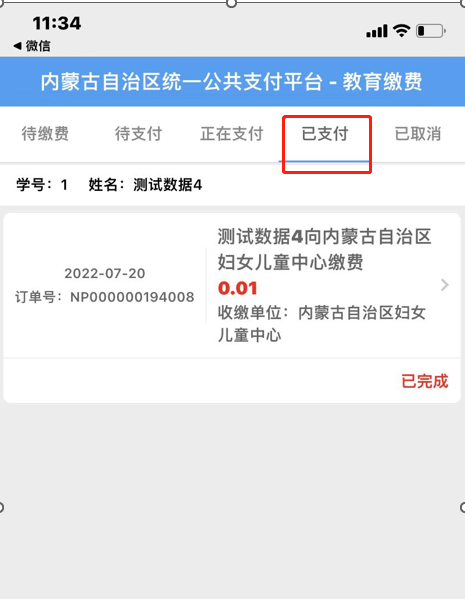 11:34
◀ 微信
内蒙古自治区统一公共支付平台 - 教育缴费
待缴费 待支付 正在支付 已支付 已取消
学号：1 姓名：测试数据4
2022-07-20
订单号：NP000000194008
测试数据4向内蒙古自治区
妇女儿童中心缴费
0.01
收缴单位：内蒙古自治区妇女
儿童中心
已完成